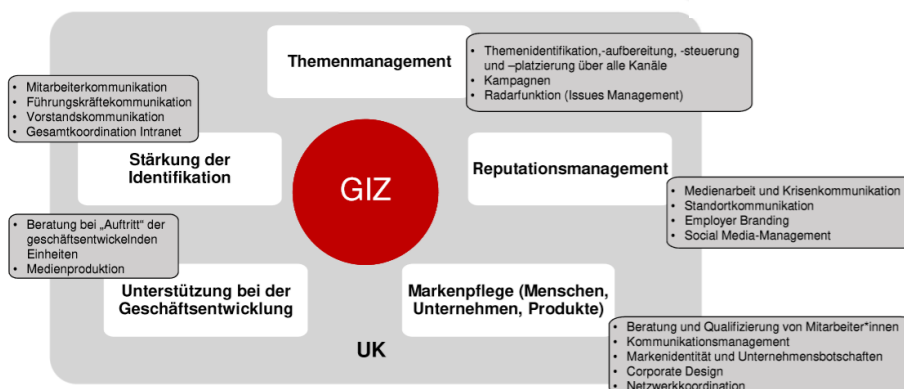 Themenmanagement
• Themenidentifikation,-aufbereitung, -steuerung
und –platzierung über alle Kanäle
• Kampagnen
• Radarfunktion (Issues Management)
• Mitarbeiterkommunikation
• Führungskräftekommunikation
• Vorstandskommunikation
• Gesamtkoordination Intranet
Stärkung der
Identifikation
GIZ
Reputationsmanagement
• Medienarbeit und Krisenkommunikation
• Standortkommunikation
• Employer Branding
• Social Media-Management
• Beratung bei „Auftritt“ der
geschäftsentwickelnden
Einheiten
• Medienproduktion
Unterstützung bei der
Geschäftsentwicklung
Markenpflege (Menschen,
Unternehmen, Produkte)
UK
• Beratung und Qualifizierung von Mitarbeiter*innen
• Kommunikationsmanagement
• Markenidentität und Unternehmensbotschaften
• Corporate Design
• Netzwerkkoordination